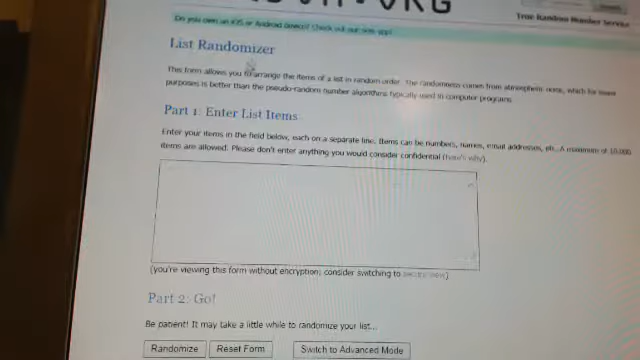 True Random Number Service
Do you own an iOS or Android device? Check out our new app!
List Randomizer
This form allows you to arrange the items of a list in random order. The randomness comes from atmospheric noise, which for many
purposes is better than the pseudo-random number algorithms typically used in computer programs.
Part 1: Enter List Items
Enter your items in the field below, each on a separate line. Items can be numbers, names, email addresses, etc. A maximum of 10,000
items are allowed. Please don't enter anything you would consider confidential (here's why).
(you're viewing this form without encryption; consider switching to secure view)
Part 2: Go!
Be patient! It may take a little while to randomize your list...
Randomize Reset Form Switch to Advanced Mode